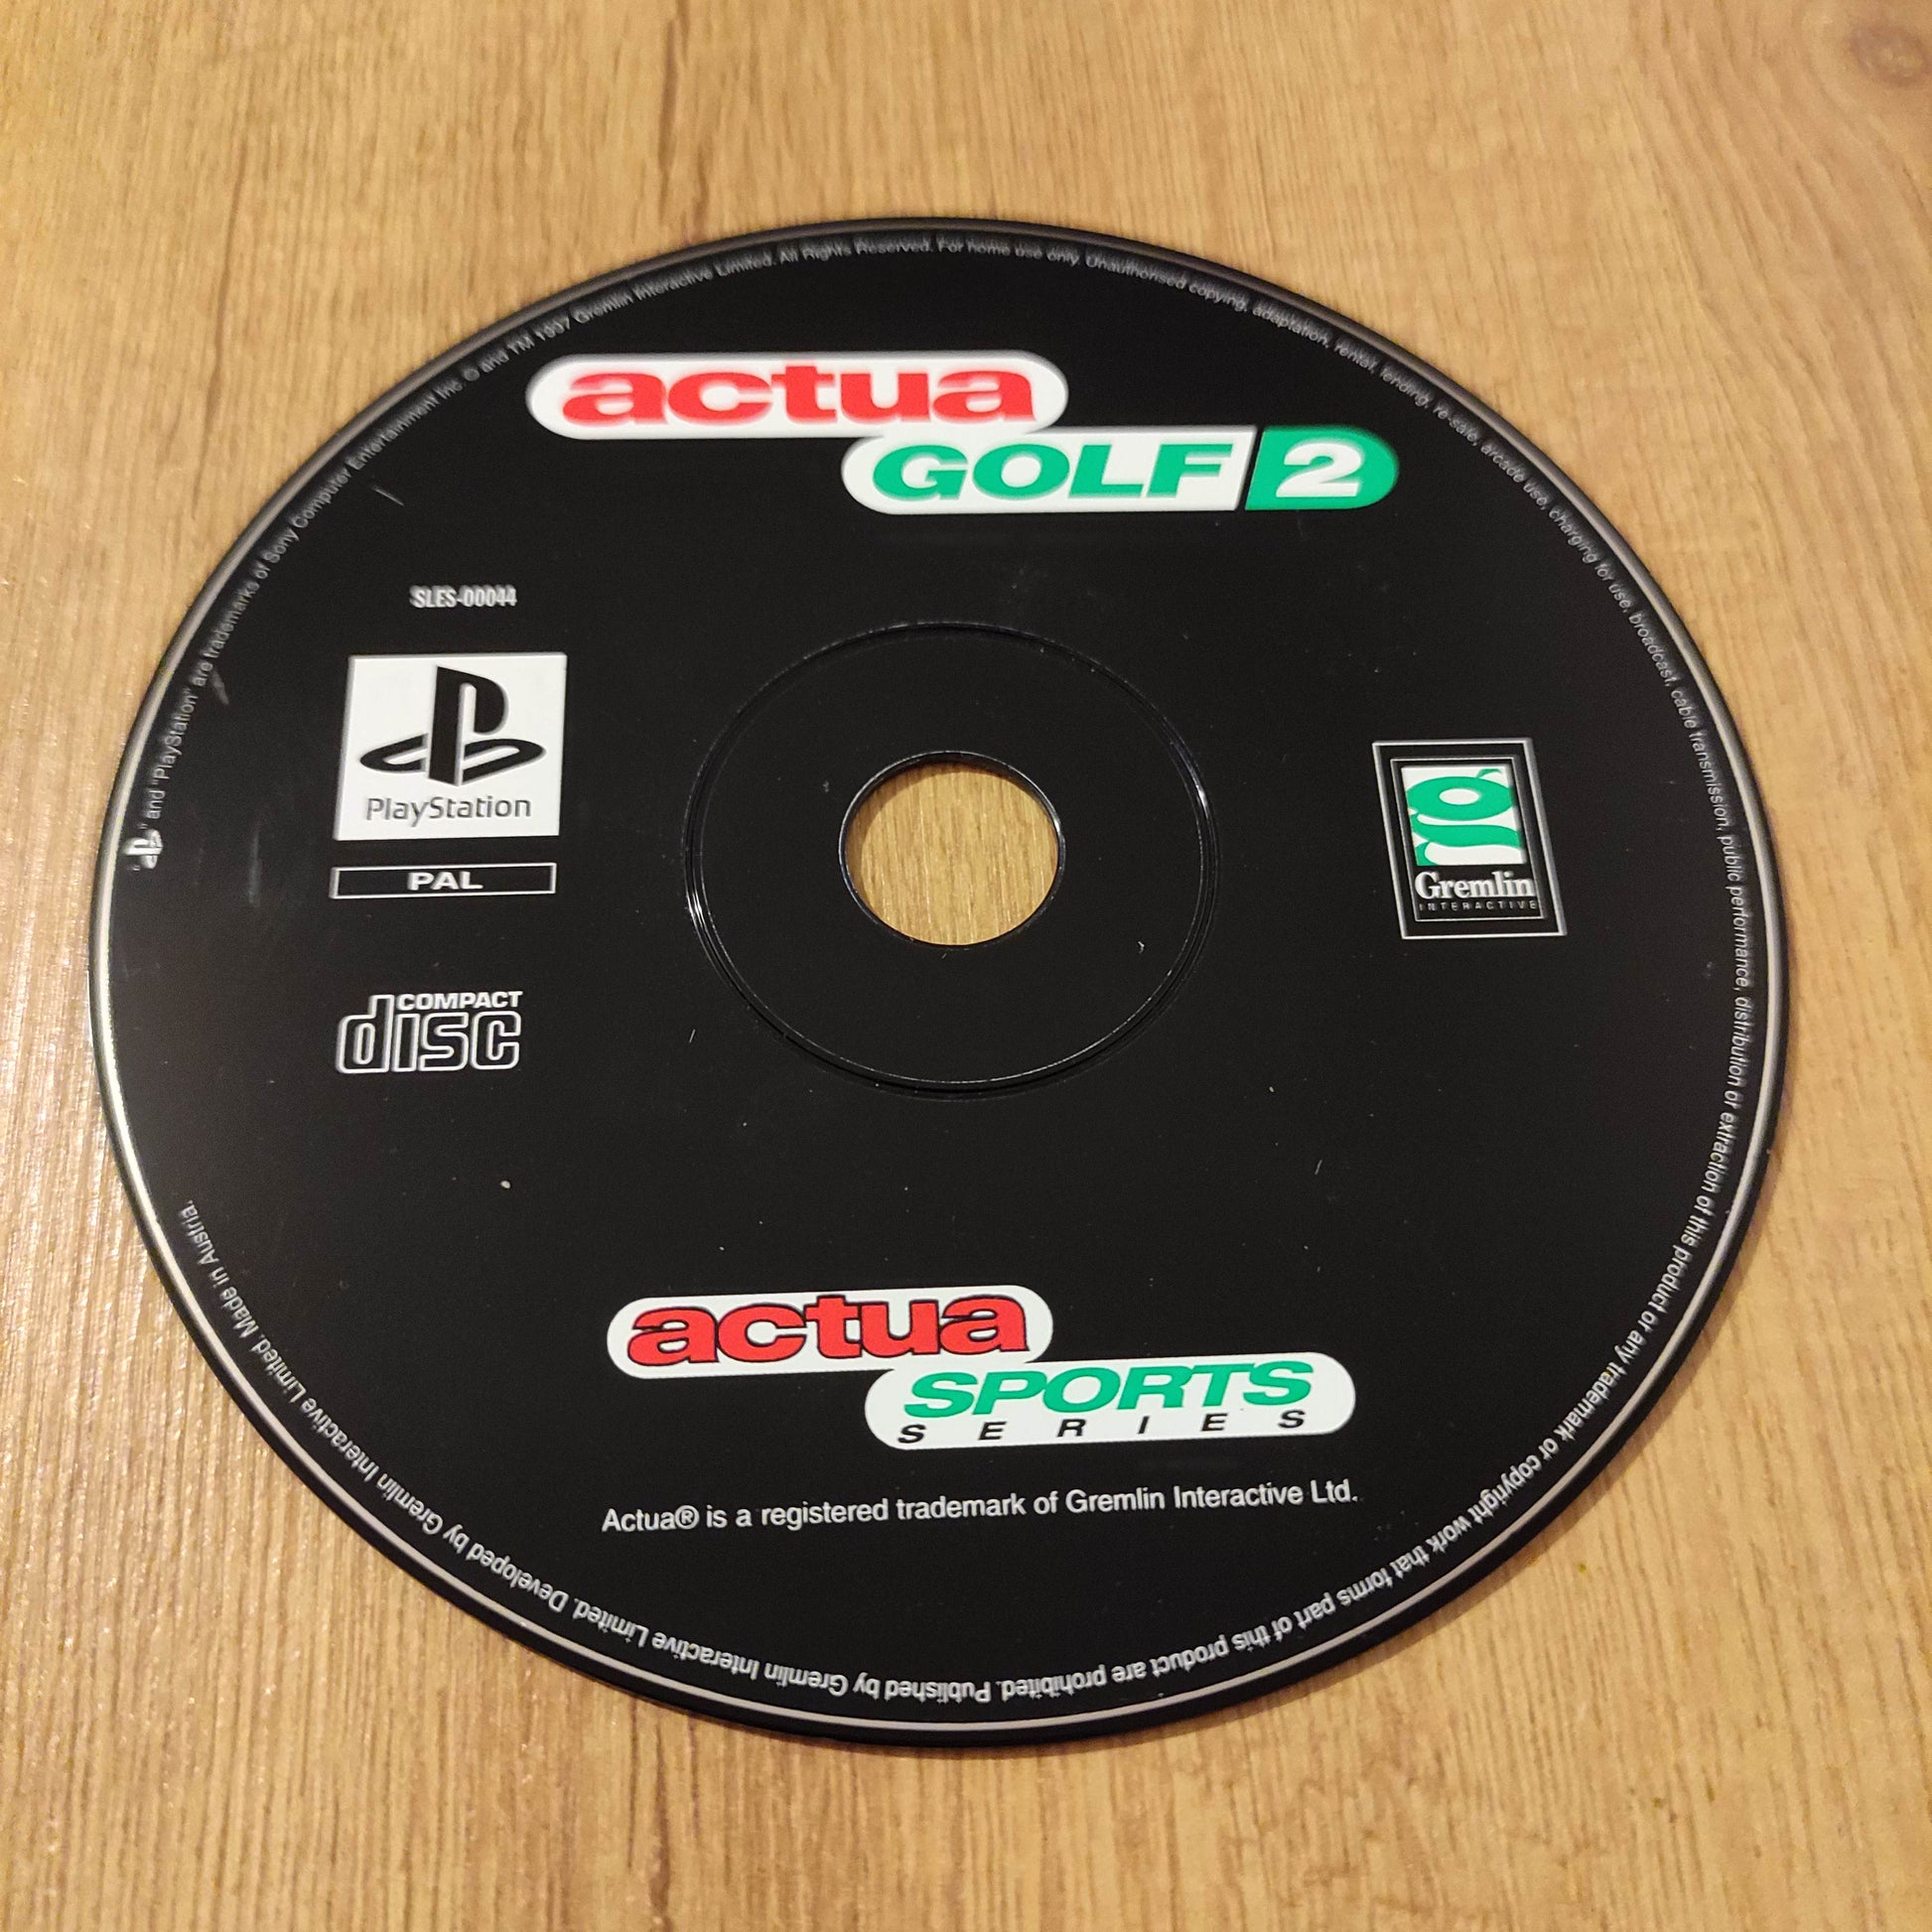 actua
GOLF 2
SLES-00044
PlayStation
PAL
COMPACT
disc
g
Gremlin
INTERACTIVE
actua
SPORTS
SERIES
Actua® is a registered trademark of Gremlin Interactive Ltd.
" and "PlayStation" are trademarks of Sony Computer Entertainment Inc. © and TM 1997 Gremlin Interactive Limited. All Rights Reserved. For home use only. Unauthorised copying, adaptation, rental, lending, re-sale, arcade use, charging for use, broadcast, cable transmission, public performance, distribution or extraction of this product or any trademark or copyright work that forms part of this product are prohibited. Published by Gremlin Interactive Limited. Developed by Gremlin Interactive Limited. Made in Austria.